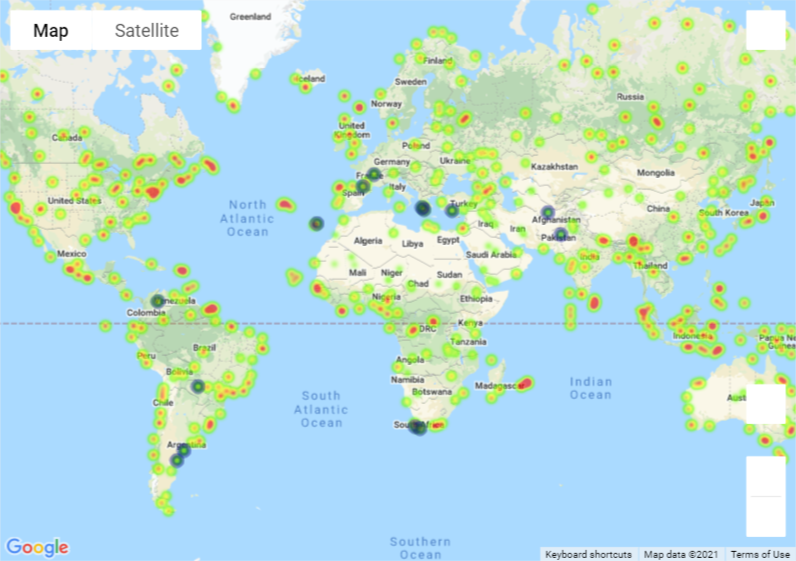 Map Satellite
Greenland
Iceland
Finland
Sweden
Norway
Russia
Canada
United
Kingdom
Poland
Germany
Ukraine
Kazakhstan
Mongolia
France
Italy
Spain
United States
Turkey
China
South Korea
Japan
North
Atlantic
Ocean
Afghanistan
Iraq
Iran
Pakistan
Algeria
Libya
Egypt
Mexico
Saudi Arabia
India
Thailand
Mali
Niger
Sudan
Chad
Nigeria
Ethiopia
Venezuela
Colombia
DRC
Kenya
Indone
Papua New
Guinea
Tanzania
Brazil
Peru
Angola
Bolivia
Namibia
Madagasc
Botswana
South
Atlantic
Ocean
Indian
Ocean
Chile
Aust
South Afri
Argentina
Southern
Ocean
Google
Keyboard shortcuts Map data ©2021 Terms of Use